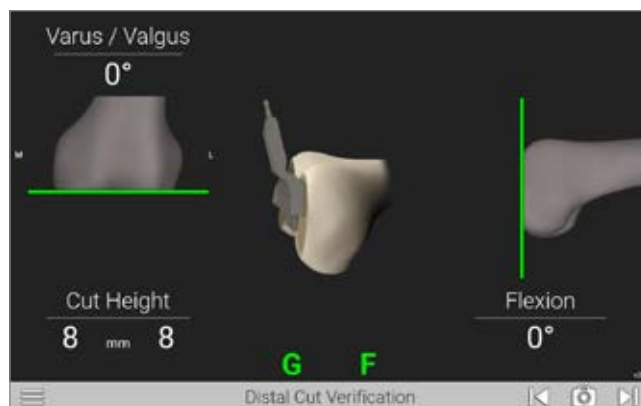 Varus / Valgus
0°
M L
Cut Height
8 mm 8
Flexion
0°
G F
Distal Cut Verification